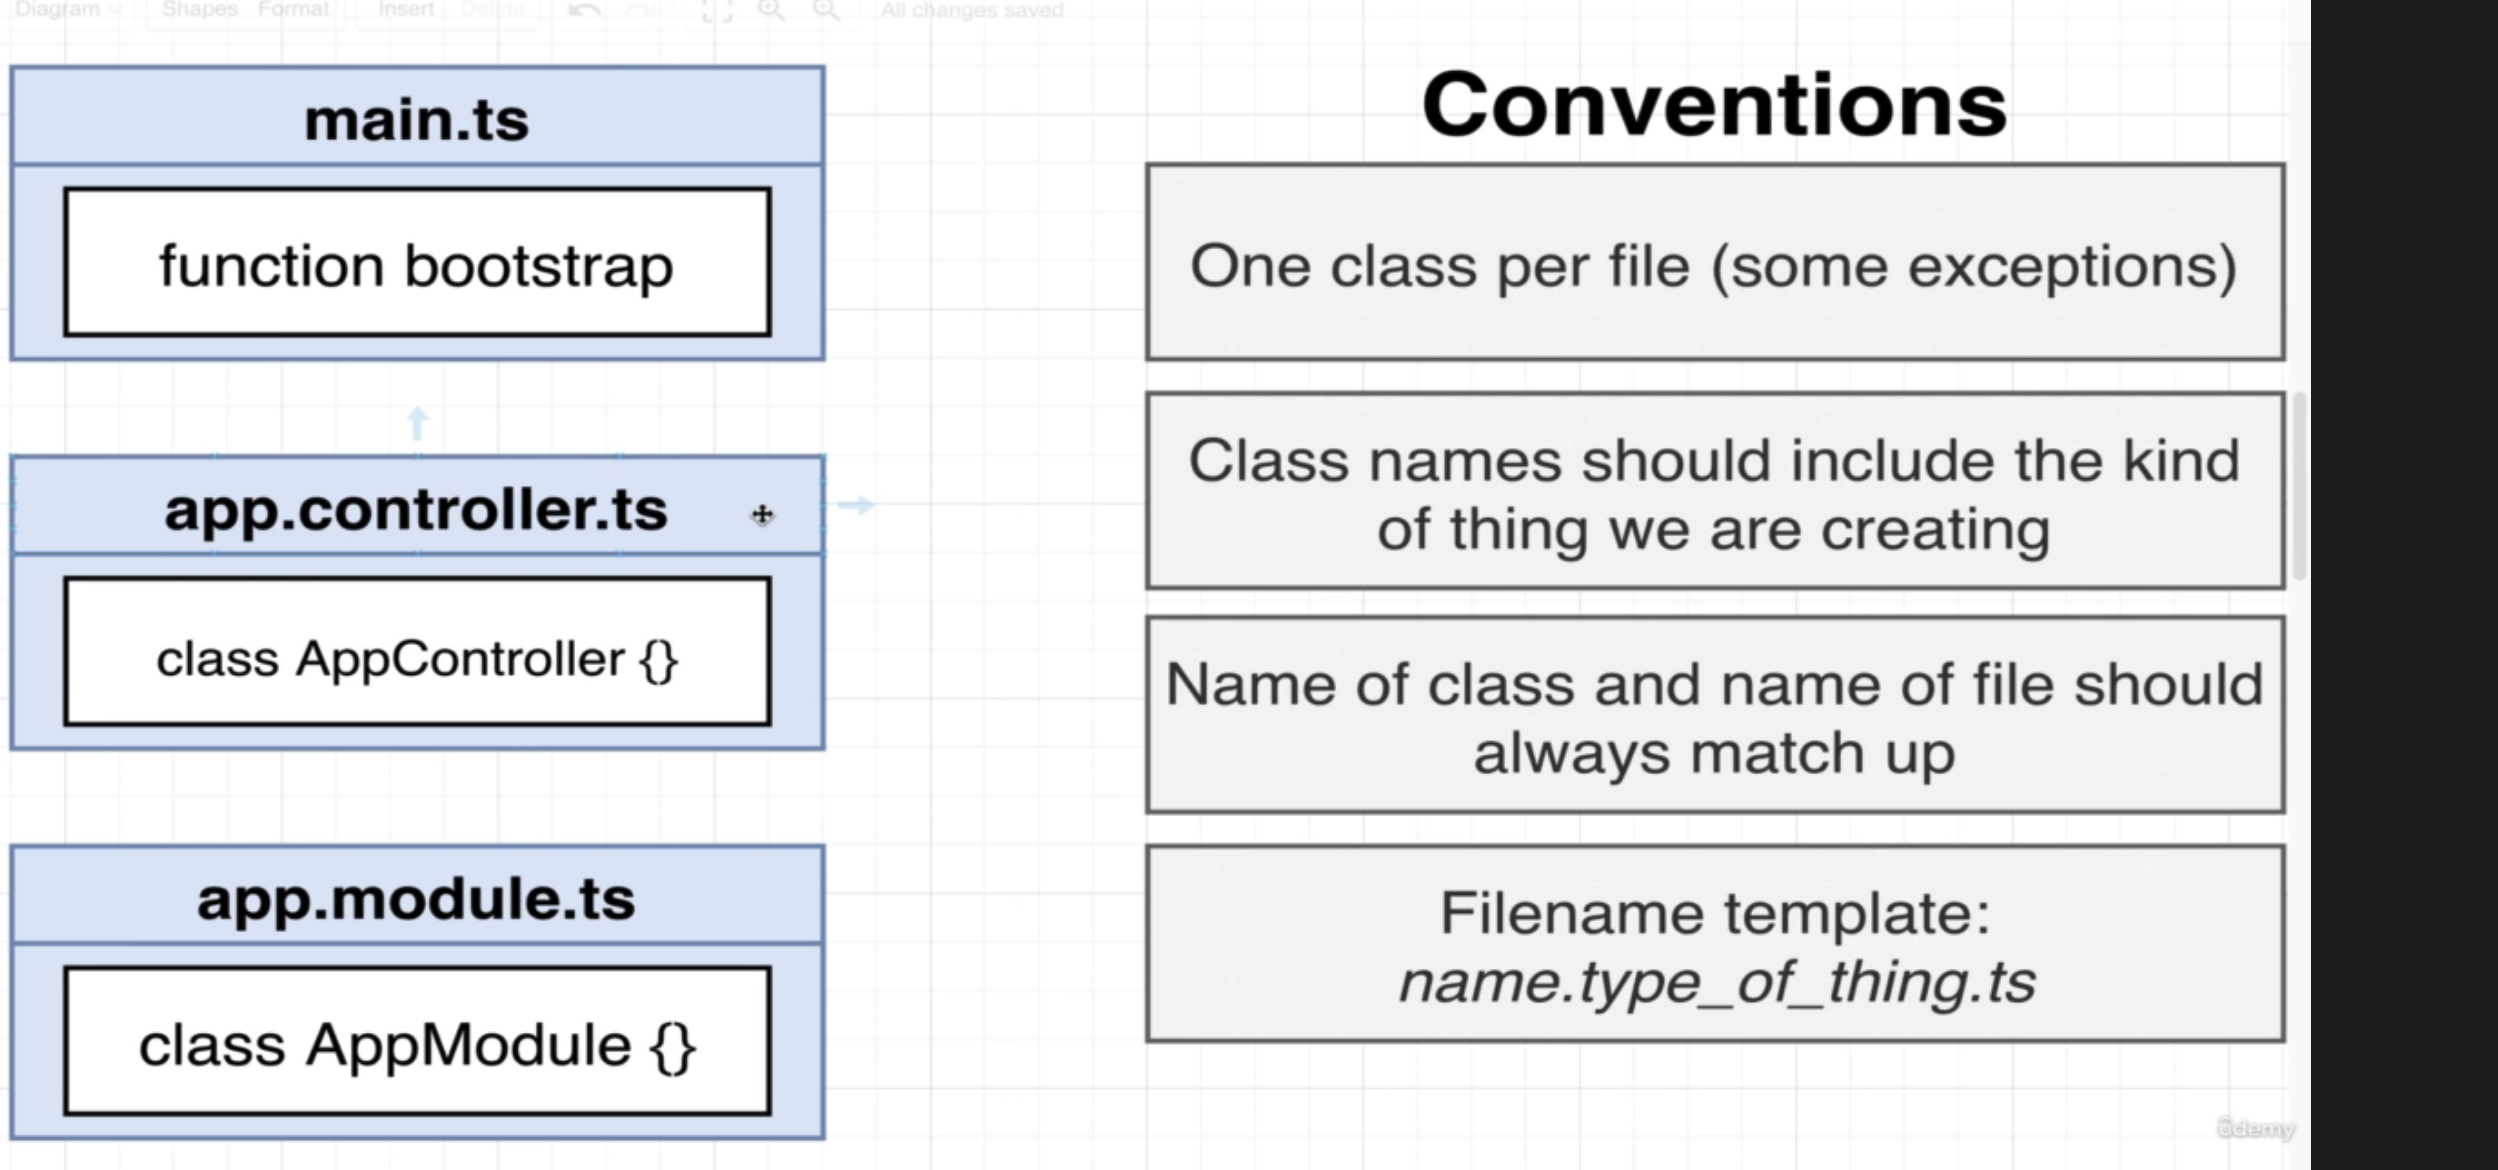 Diagram Shapes Format Insert Delete All changes saved
main.ts
function bootstrap
app.controller.ts
class AppController {}
app.module.ts
class AppModule {}
Conventions
One class per file (some exceptions)
Class names should include the kind
of thing we are creating
Name of class and name of file should
always match up
Filename template:
name.type_of_thing.ts
ûdemy